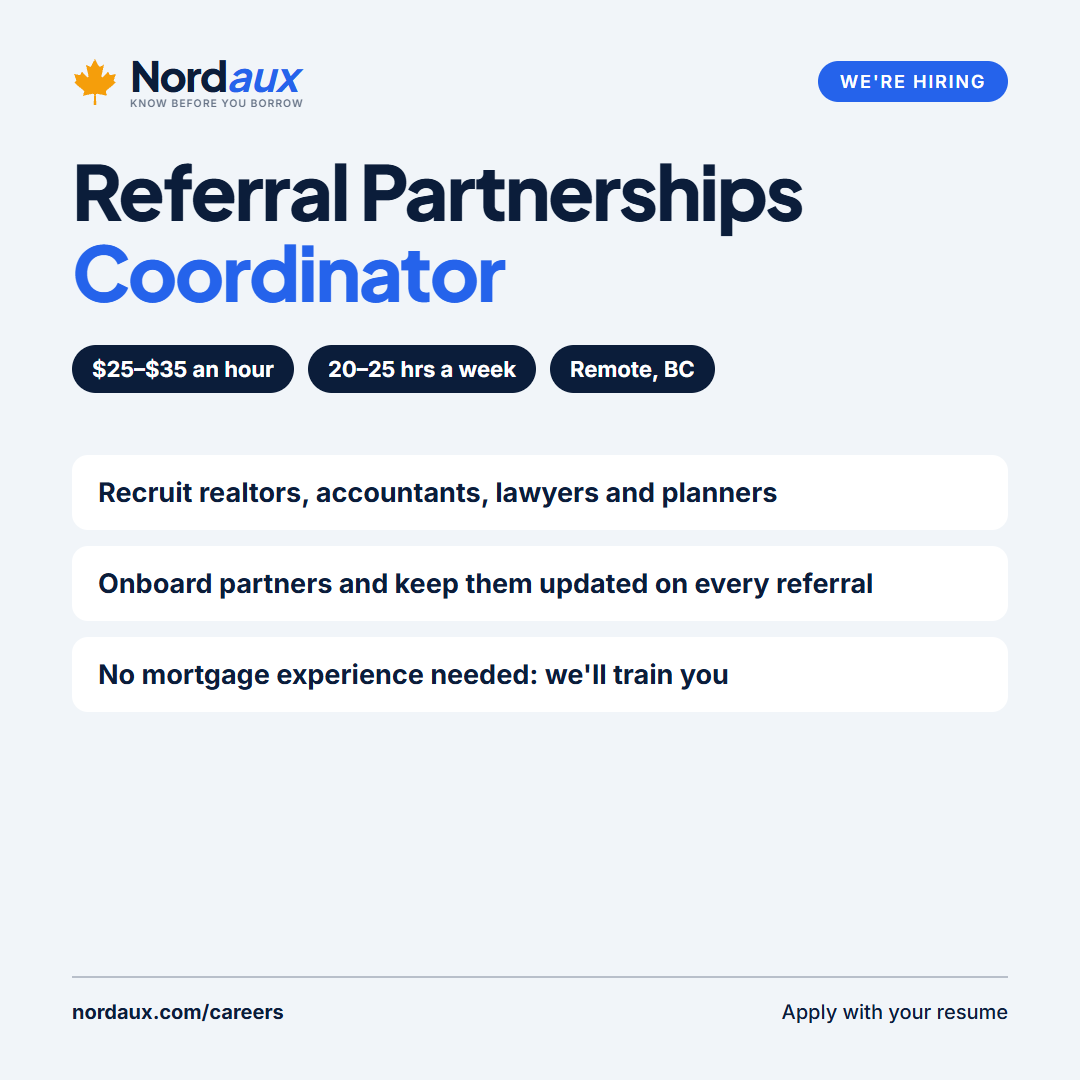 Nordaux
KNOW BEFORE YOU BORROW
WE'RE HIRING
Referral Partnerships
Coordinator
$25–$35 an hour
20–25 hrs a week
Remote, BC
Recruit realtors, accountants, lawyers and planners
Onboard partners and keep them updated on every referral
No mortgage experience needed: we'll train you
nordaux.com/careers
Apply with your resume